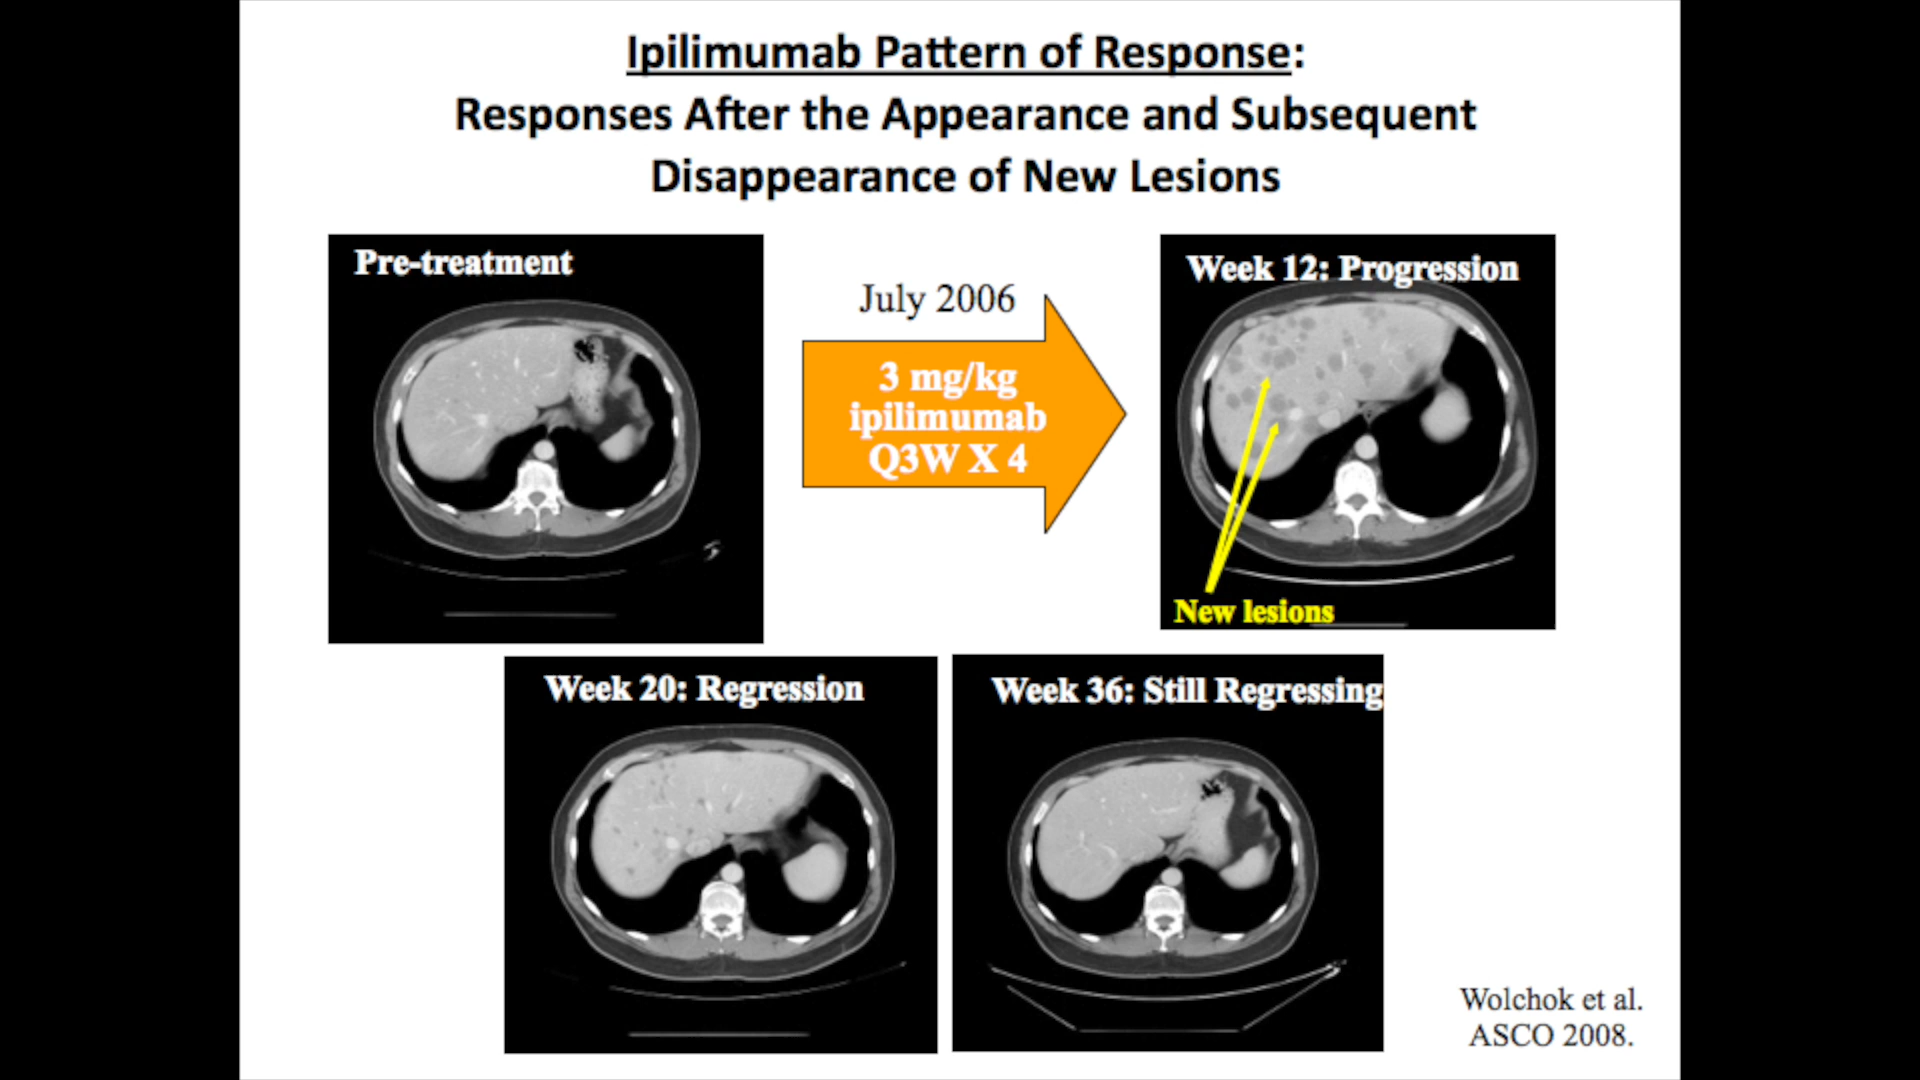 Ipilimumab Pattern of Response:
Responses After the Appearance and Subsequent
Disappearance of New Lesions
Pre-treatment
July 2006
3 mg/kg
ipilimumab
Q3W X 4
Week 12: Progression
New lesions
Week 20: Regression
Week 36: Still Regressing
Wolchok et al.
ASCO 2008.